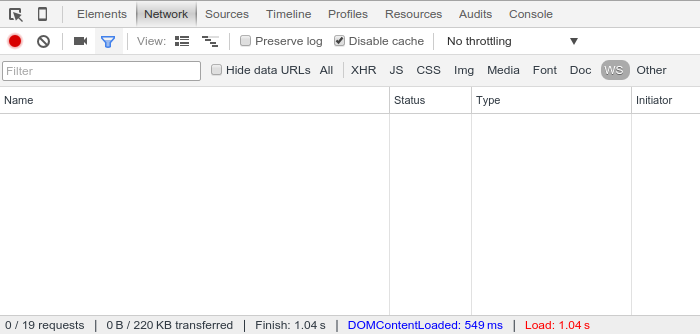 Elements Network Sources Timeline Profiles Resources Audits Console
View: Preserve log Disable cache No throttling
Filter Hide data URLs All XHR JS CSS Img Media Font Doc WS Other
Name Status Type Initiator
0 / 19 requests | 0 B / 220 KB transferred | Finish: 1.04 s | DOMContentLoaded: 549 ms | Load: 1.04 s